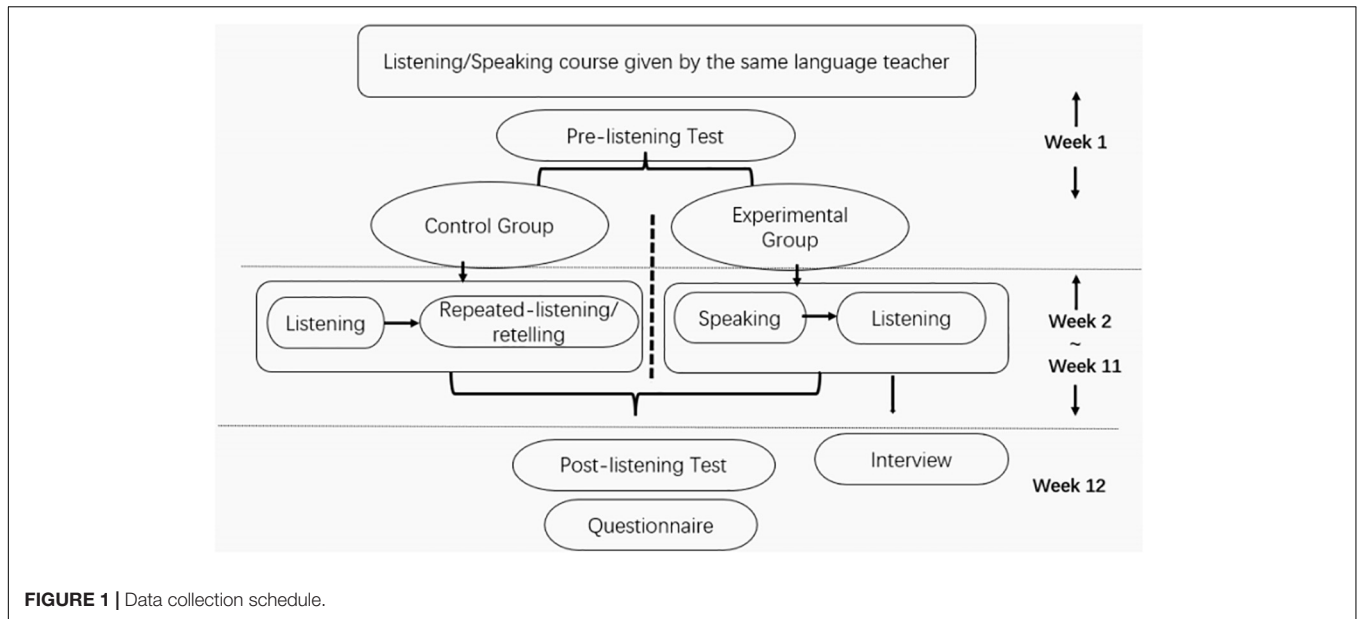 Listening/Speaking course given by the same language teacher
Pre-listening Test
Week 1
Control Group
Experimental
Group
Listening
Repeated-listening/
retelling
Speaking
Listening
Week 2
~
Week 11
Post-listening Test
Interview
Week 12
Questionnaire
FIGURE 1 | Data collection schedule.